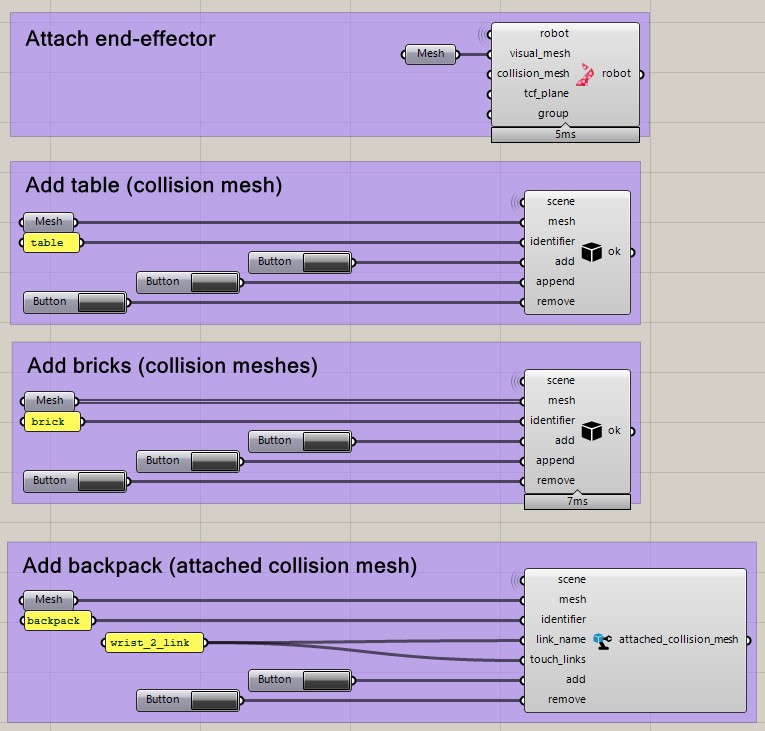 Attach end-effector
robot
Mesh
visual_mesh
collision_mesh
robot
tcf_plane
group
5ms
Add table (collision mesh)
scene
Mesh
mesh
table
identifier
ok
Button
add
Button
append
Button
remove
Add bricks (collision meshes)
scene
Mesh
mesh
brick
identifier
ok
Button
add
Button
append
Button
remove
7ms
Add backpack (attached collision mesh)
scene
Mesh
mesh
backpack
identifier
wrist_2_link
link_name
attached_collision_mesh
touch_links
Button
add
Button
remove